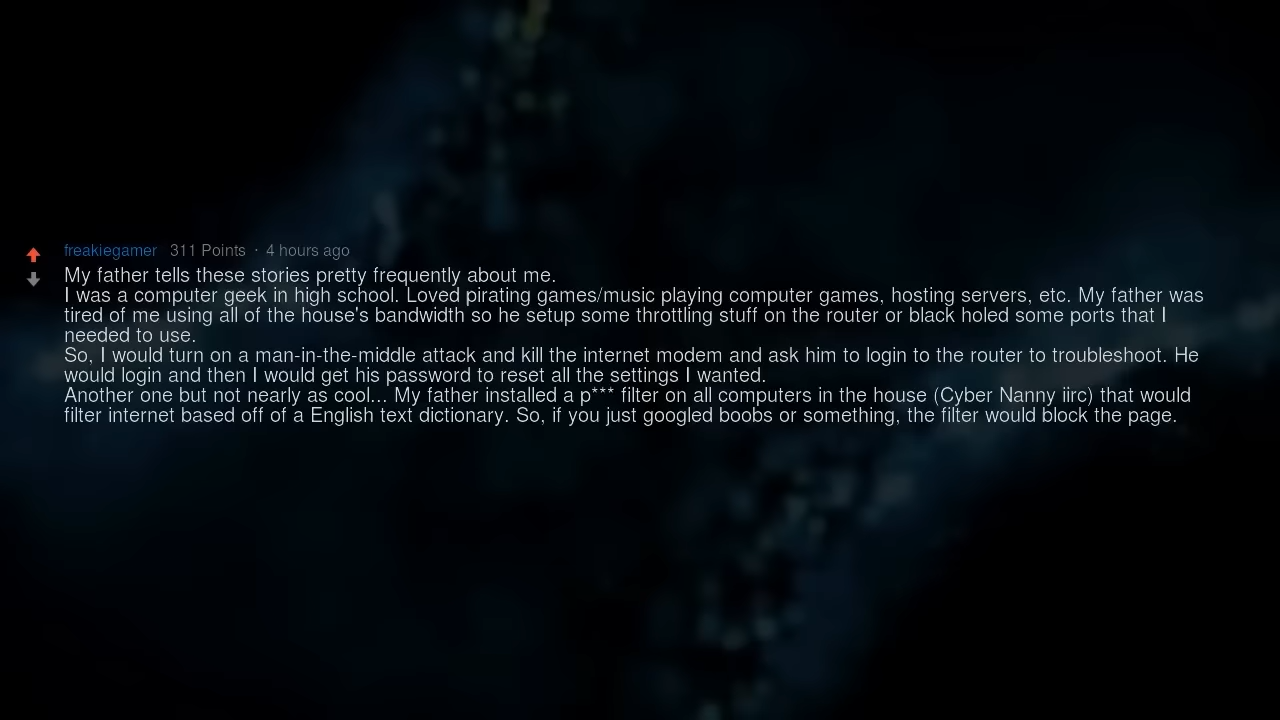 freakiegamer 311 Points · 4 hours ago
My father tells these stories pretty frequently about me.
I was a computer geek in high school. Loved pirating games/music playing computer games, hosting servers, etc. My father was
tired of me using all of the house's bandwidth so he setup some throttling stuff on the router or black holed some ports that I
needed to use.
So, I would turn on a man-in-the-middle attack and kill the internet modem and ask him to login to the router to troubleshoot. He
would login and then I would get his password to reset all the settings I wanted.
Another one but not nearly as cool... My father installed a p*** filter on all computers in the house (Cyber Nanny iirc) that would
filter internet based off of a English text dictionary. So, if you just googled boobs or something, the filter would block the page.